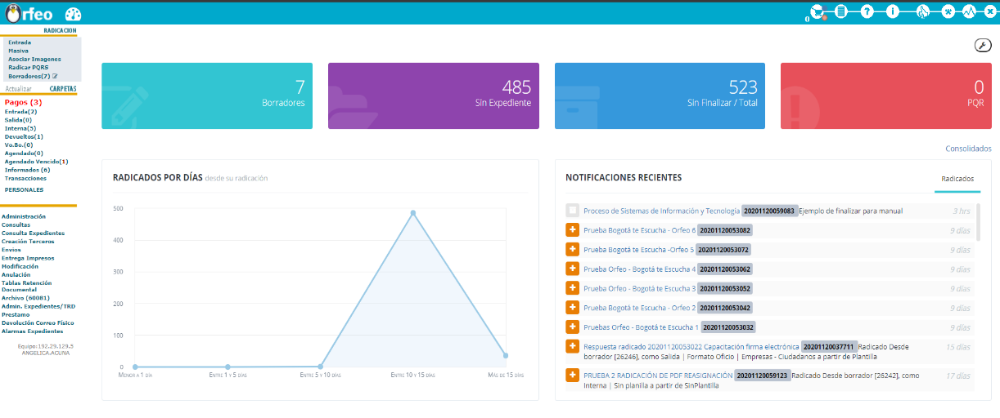 Orfeo
0
RADICACION
Entrada
Masiva
Asociar Imagenes
Radicar PQRS
Borradores(7)
Actualizar CARPETAS
Pagos (3)
Entrada(2)
Salida(0)
Interna(5)
Devueltos(1)
Vo.Bo.(0)
Agendado(0)
Agendado Vencido(1)
Informados (6)
Transacciones
PERSONALES
Administración
Consultas
Consulta Expedientes
Creación Terceros
Envios
Entrega Impresos
Modificación
Anulación
Tablas Retención
Documental
Archivo (60081)
Admin. Expedientes/TRD
Prestamo
Devolución Correo Físico
Alarmas Expedientes
Equipo:192.29.129.5
ANGELICA.ACUNA
7
Borradores
485
Sin Expediente
523
Sin Finalizar / Total
0
PQR
Consolidados
RADICADOS POR DÍAS desde su radicación
500
400
300
200
100
0
Menor a 1 día Entre 1 y 5 días Entre 5 y 10 días Entre 10 y 15 días Más de 15 días
NOTIFICACIONES RECIENTES Radicados
Proceso de Sistemas de Información y Tecnología 20201120059083 Ejemplo de finalizar para manual 3 hrs
Prueba Bogotá te Escucha - Orfeo 6 20201120053082 9 días
Prueba Bogotá te Escucha -Orfeo 5 20201120053072 9 días
Prueba Orfeo - Bogotá te Escucha 4 20201120053062 9 días
Prueba Orfeo - Bogotá te Escucha 3 20201120053052 9 días
Prueba Bogotá te Escucha - Orfeo 2 20201120053042 9 días
Pruebas Orfeo - Bogotá te Escucha 1 20201120053032 9 días
Respuesta radicado 20201120053022 Capacitación firma electrónica 20201120037711 Radicado Desde 15 días
borrador [26246], como Salida | Formato Oficio | Empresas - Ciudadanos a partir de Plantilla
PRUEBA 2 RADICACIÓN DE PDF REASIGNACIÓN 20201120059123 Radicado Desde borrador [26242], como 17 días
Interna | Sin planilla a partir de SinPlantilla